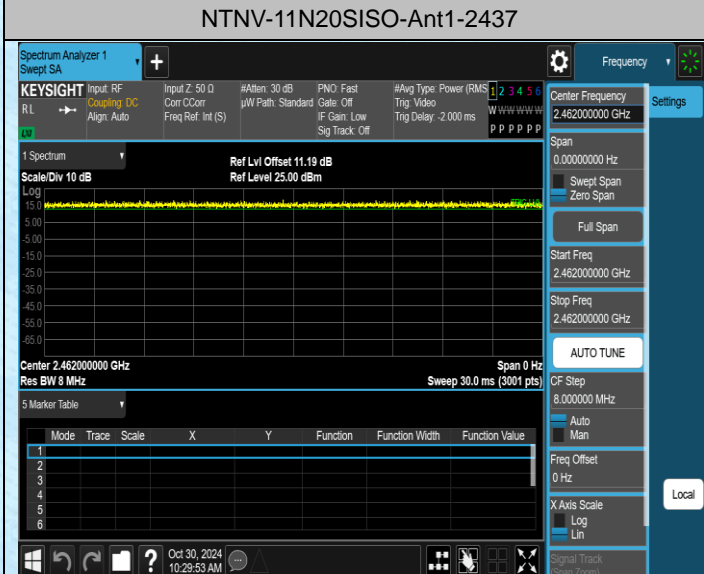 NTNV-11N20SISO-Ant1-2437
Spectrum Analyzer 1
Swept SA
Frequency
KEYSIGHT
RL
LXI
Input: RF
Coupling: DC
Align: Auto
Input Z: 50 Ω
Corr CCorr
Freq Ref: Int (S)
#Atten: 30 dB
µW Path: Standard
PNO: Fast
Gate: Off
IF Gain: Low
Sig Track: Off
#Avg Type: Power (RMS
Trig: Video
Trig Delay: -2.000 ms
1 2 3 4 5 6
W W W W W W
P P P P P P
Center Frequency
2.462000000 GHz
Settings
Span
0.00000000 Hz
Swept Span
Zero Span
Full Span
Start Freq
2.462000000 GHz
Stop Freq
2.462000000 GHz
AUTO TUNE
CF Step
8.000000 MHz
Auto
Man
Freq Offset
0 Hz
X Axis Scale
Log
Lin
Signal Track
(Span Zoom)
Local
1 Spectrum
Scale/Div 10 dB
Ref Lvl Offset 11.19 dB
Ref Level 25.00 dBm
Log
15.0
5.00
-5.00
-15.0
-25.0
-35.0
-45.0
-55.0
-65.0
Center 2.462000000 GHz
Span 0 Hz
Res BW 8 MHz
Sweep 30.0 ms (3001 pts)
5 Marker Table
Mode Trace Scale X Y Function Function Width Function Value
1
2
3
4
5
6
?
Oct 30, 2024
10:29:53 AM